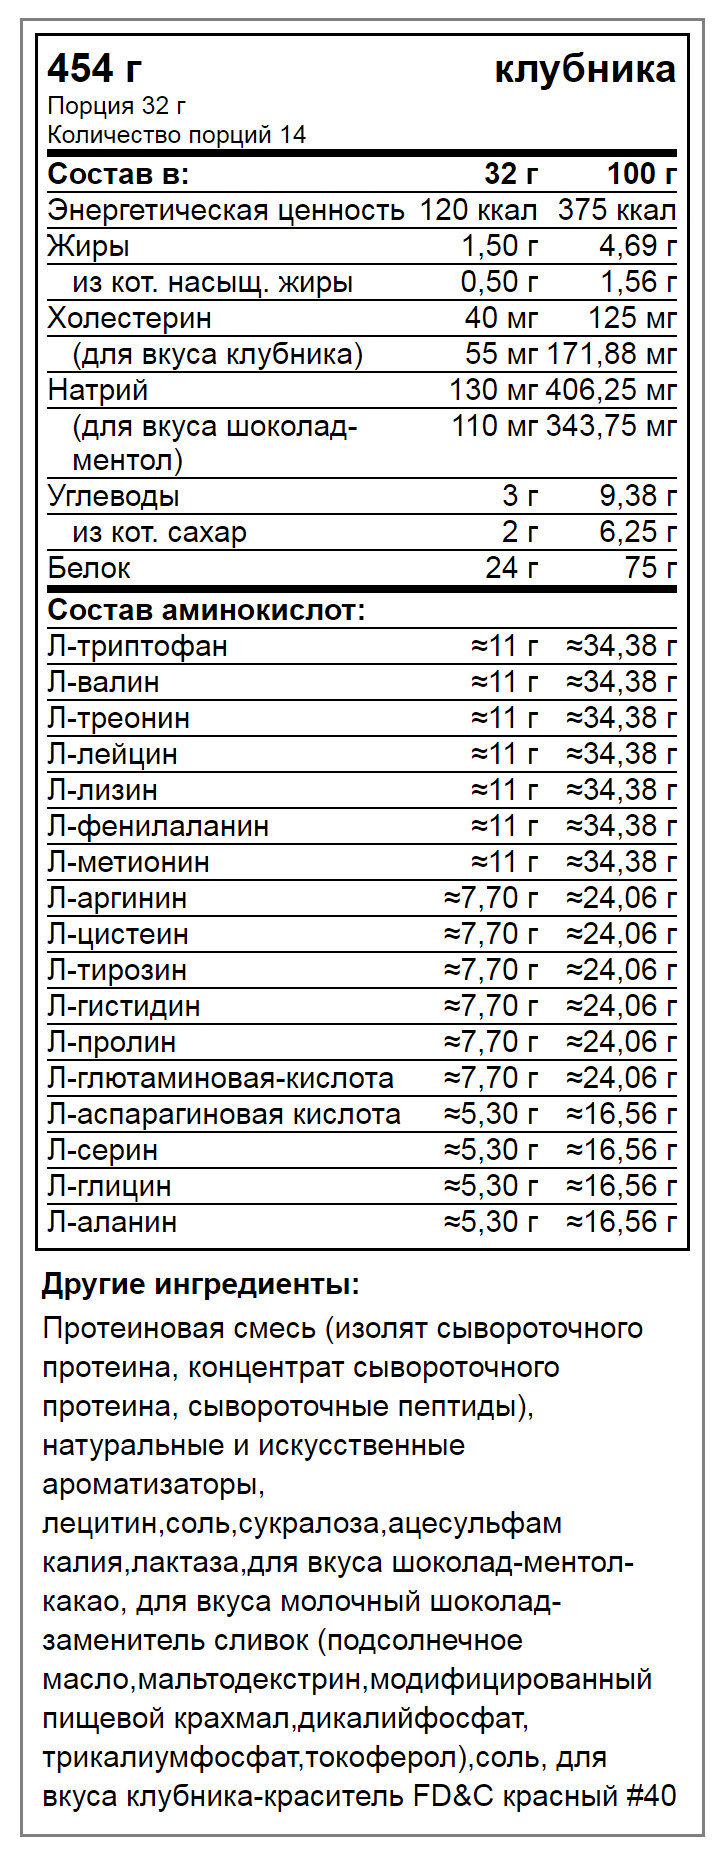 454 г клубника
Порция 32 г
Количество порций 14
Состав в: 32 г 100 г
Энергетическая ценность 120 ккал 375 ккал
Жиры 1,50 г 4,69 г
из кот. насыщ. жиры 0,50 г 1,56 г
Холестерин 40 мг 125 мг
(для вкуса клубника) 55 мг 171,88 мг
Натрий 130 мг 406,25 мг
(для вкуса шоколад- 110 мг 343,75 мг
ментол)
Углеводы 3 г 9,38 г
из кот. сахар 2 г 6,25 г
Белок 24 г 75 г
Состав аминокислот:
Л-триптофан ≈11 г ≈34,38 г
Л-валин ≈11 г ≈34,38 г
Л-треонин ≈11 г ≈34,38 г
Л-лейцин ≈11 г ≈34,38 г
Л-лизин ≈11 г ≈34,38 г
Л-фенилаланин ≈11 г ≈34,38 г
Л-метионин ≈11 г ≈34,38 г
Л-аргинин ≈7,70 г ≈24,06 г
Л-цистеин ≈7,70 г ≈24,06 г
Л-тирозин ≈7,70 г ≈24,06 г
Л-гистидин ≈7,70 г ≈24,06 г
Л-пролин ≈7,70 г ≈24,06 г
Л-глютаминовая-кислота ≈7,70 г ≈24,06 г
Л-аспарагиновая кислота ≈5,30 г ≈16,56 г
Л-серин ≈5,30 г ≈16,56 г
Л-глицин ≈5,30 г ≈16,56 г
Л-аланин ≈5,30 г ≈16,56 г
Другие ингредиенты:
Протеиновая смесь (изолят сывороточного
протеина, концентрат сывороточного
протеина, сывороточные пептиды),
натуральные и искусственные
ароматизаторы,
лецитин,соль,сукралоза,ацесульфам
калия,лактаза,для вкуса шоколад-ментол-
какао, для вкуса молочный шоколад-
заменитель сливок (подсолнечное
масло,мальтодекстрин,модифицированный
пищевой крахмал,дикалийфосфат,
трикалиумфосфат,токоферол),соль, для
вкуса клубника-краситель FD&C красный #40